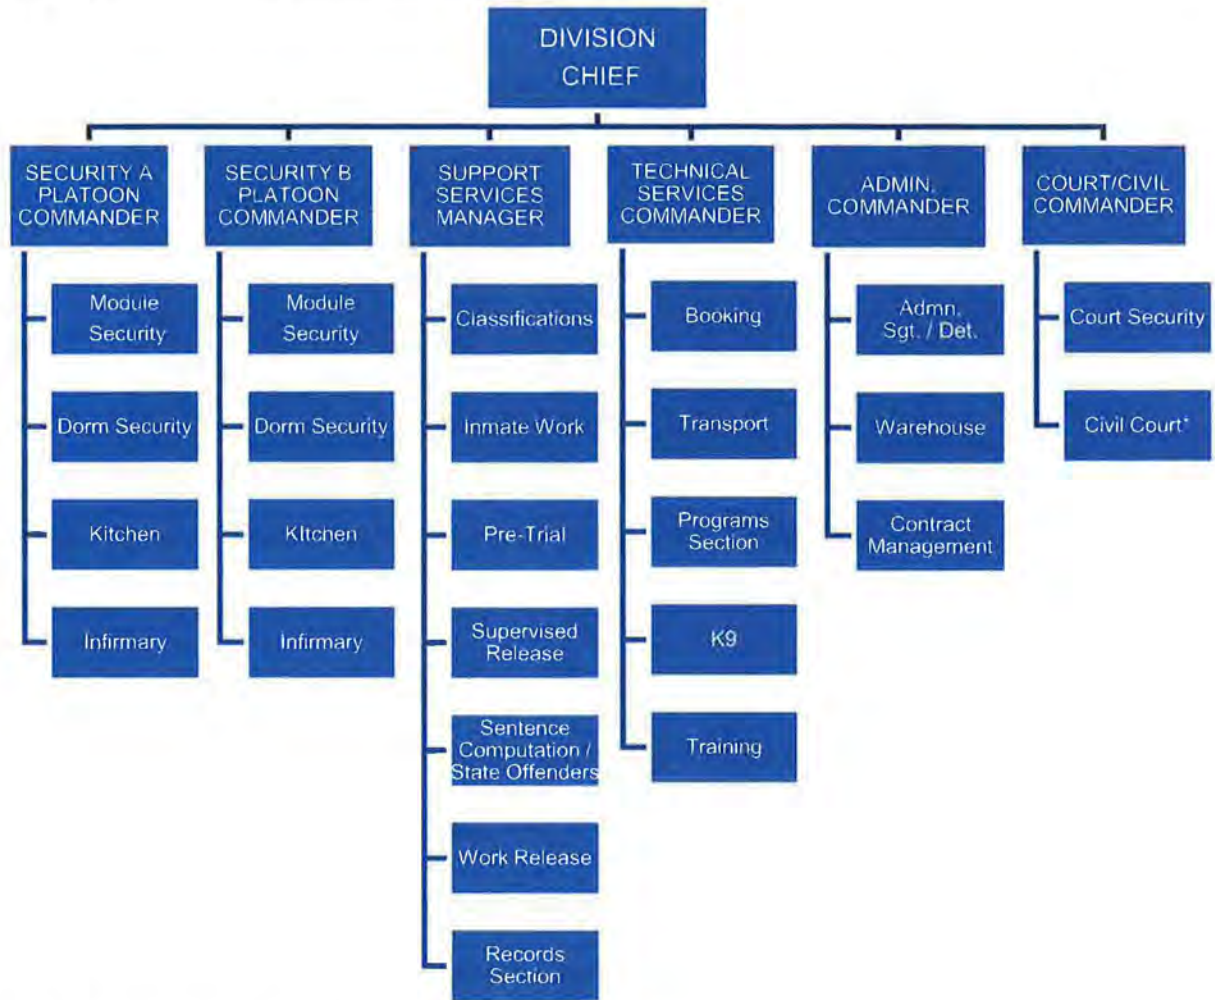 DIVISION
CHIEF
SECURITY A
PLATOON
COMMANDER
SECURITY B
PLATOON
COMMANDER
SUPPORT
SERVICES
MANAGER
TECHNICAL
SERVICES
COMMANDER
ADMIN.
COMMANDER
COURT/CIVIL
COMMANDER
Module
Security
Dorm Security
Kitchen
Infirmary
Module
Security
Dorm Security
KItchen
Infirmary
Classifications
Inmate Work
Pre-Trial
Supervised
Release
Sentence
Computation /
State Offenders
Work Release
Records
Section
Booking
Transport
Programs
Section
K9
Training
Admn.
Sgt. / Det.
Warehouse
Contract
Management
Court Security
Civil Court*